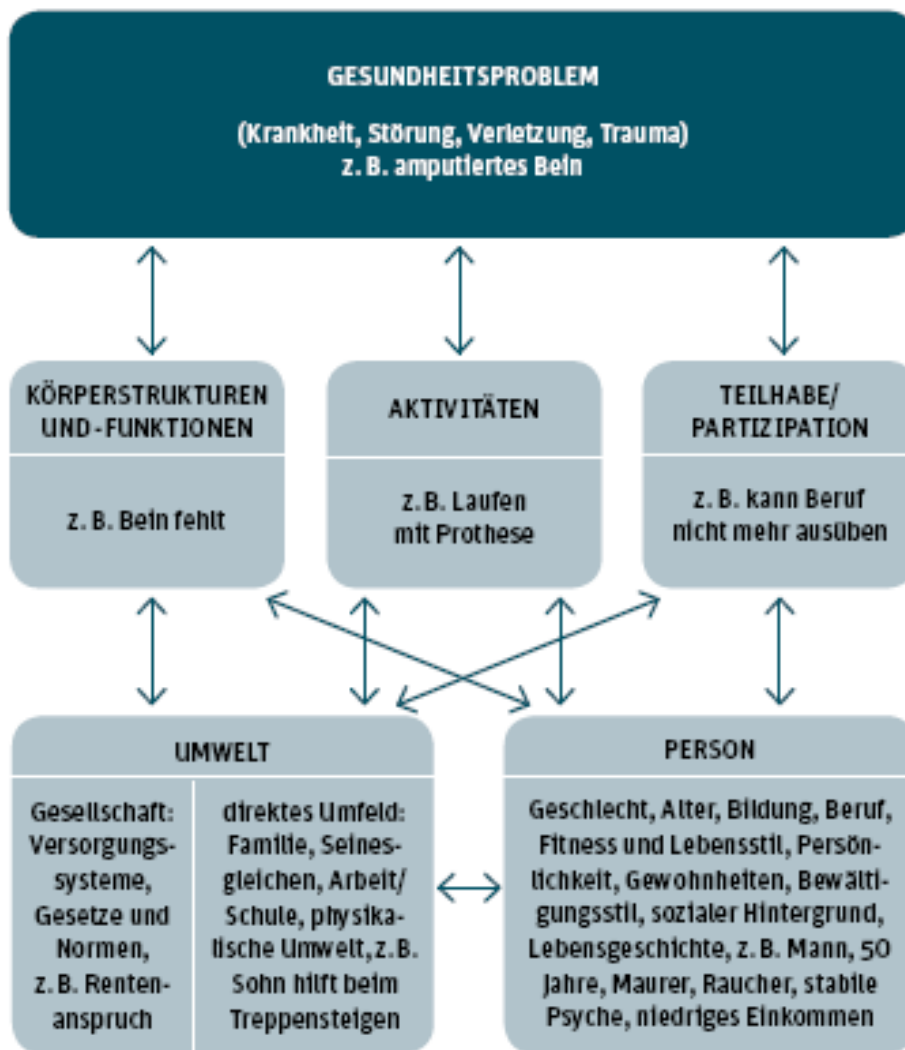 GESUNDHEITSPROBLEM
(Krankheit, Störung, Verletzung, Trauma)
z. B. amputiertes Bein
KÖRPERSTRUKTUREN
UND-FUNKTIONEN
z. B. Bein fehlt
AKTIVITÄTEN
z. B. Laufen
mit Prothese
TEILHABE/
PARTIZIPATION
z. B. kann Beruf
nicht mehr ausüben
UMWELT
Gesellschaft:
Versorgungs-
systeme,
Gesetze und
Normen,
z. B. Renten-
anspruch
direktes Umfeld:
Familie, Seines-
gleichen, Arbeit/
Schule, physika-
lische Umwelt, z. B.
Sohn hilft beim
Treppensteigen
PERSON
Geschlecht, Alter, Bildung, Beruf,
Fitness und Lebensstil, Persön-
lichkeit, Gewohnheiten, Bewälti-
gungsstil, sozialer Hintergrund,
Lebensgeschichte, z. B. Mann, 50
Jahre, Maurer, Raucher, stabile
Psyche, niedriges Einkommen